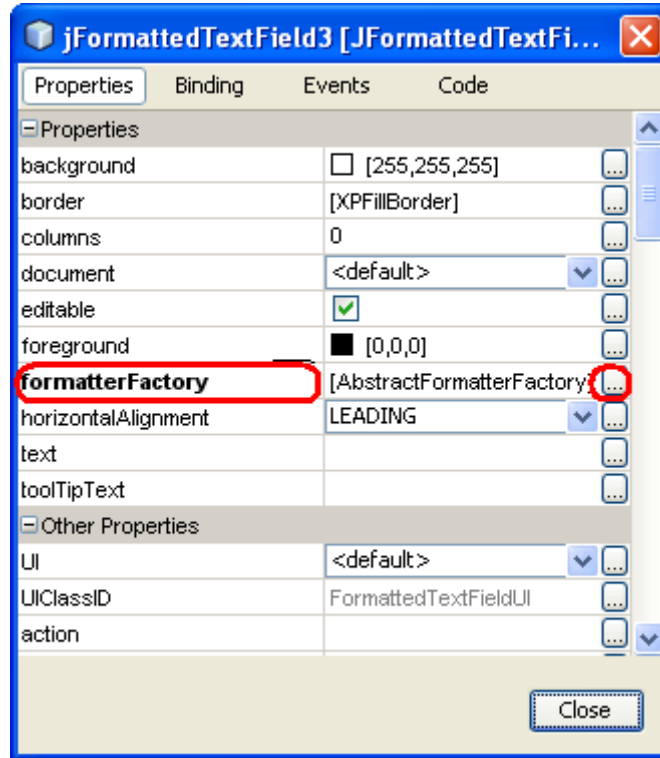 jFormattedTextField3 [JFormattedTextFi...
Properties Binding Events Code
Properties
background [255,255,255] ...
border [XPFillBorder] ...
columns 0 ...
document <default> ...
editable ...
foreground [0,0,0] ...
formatterFactory [AbstractFormatterFactory] ...
horizontalAlignment LEADING ...
text ...
toolTipText ...
Other Properties
UI <default> ...
UIClassID FormattedTextFieldUI ...
action ...
Close